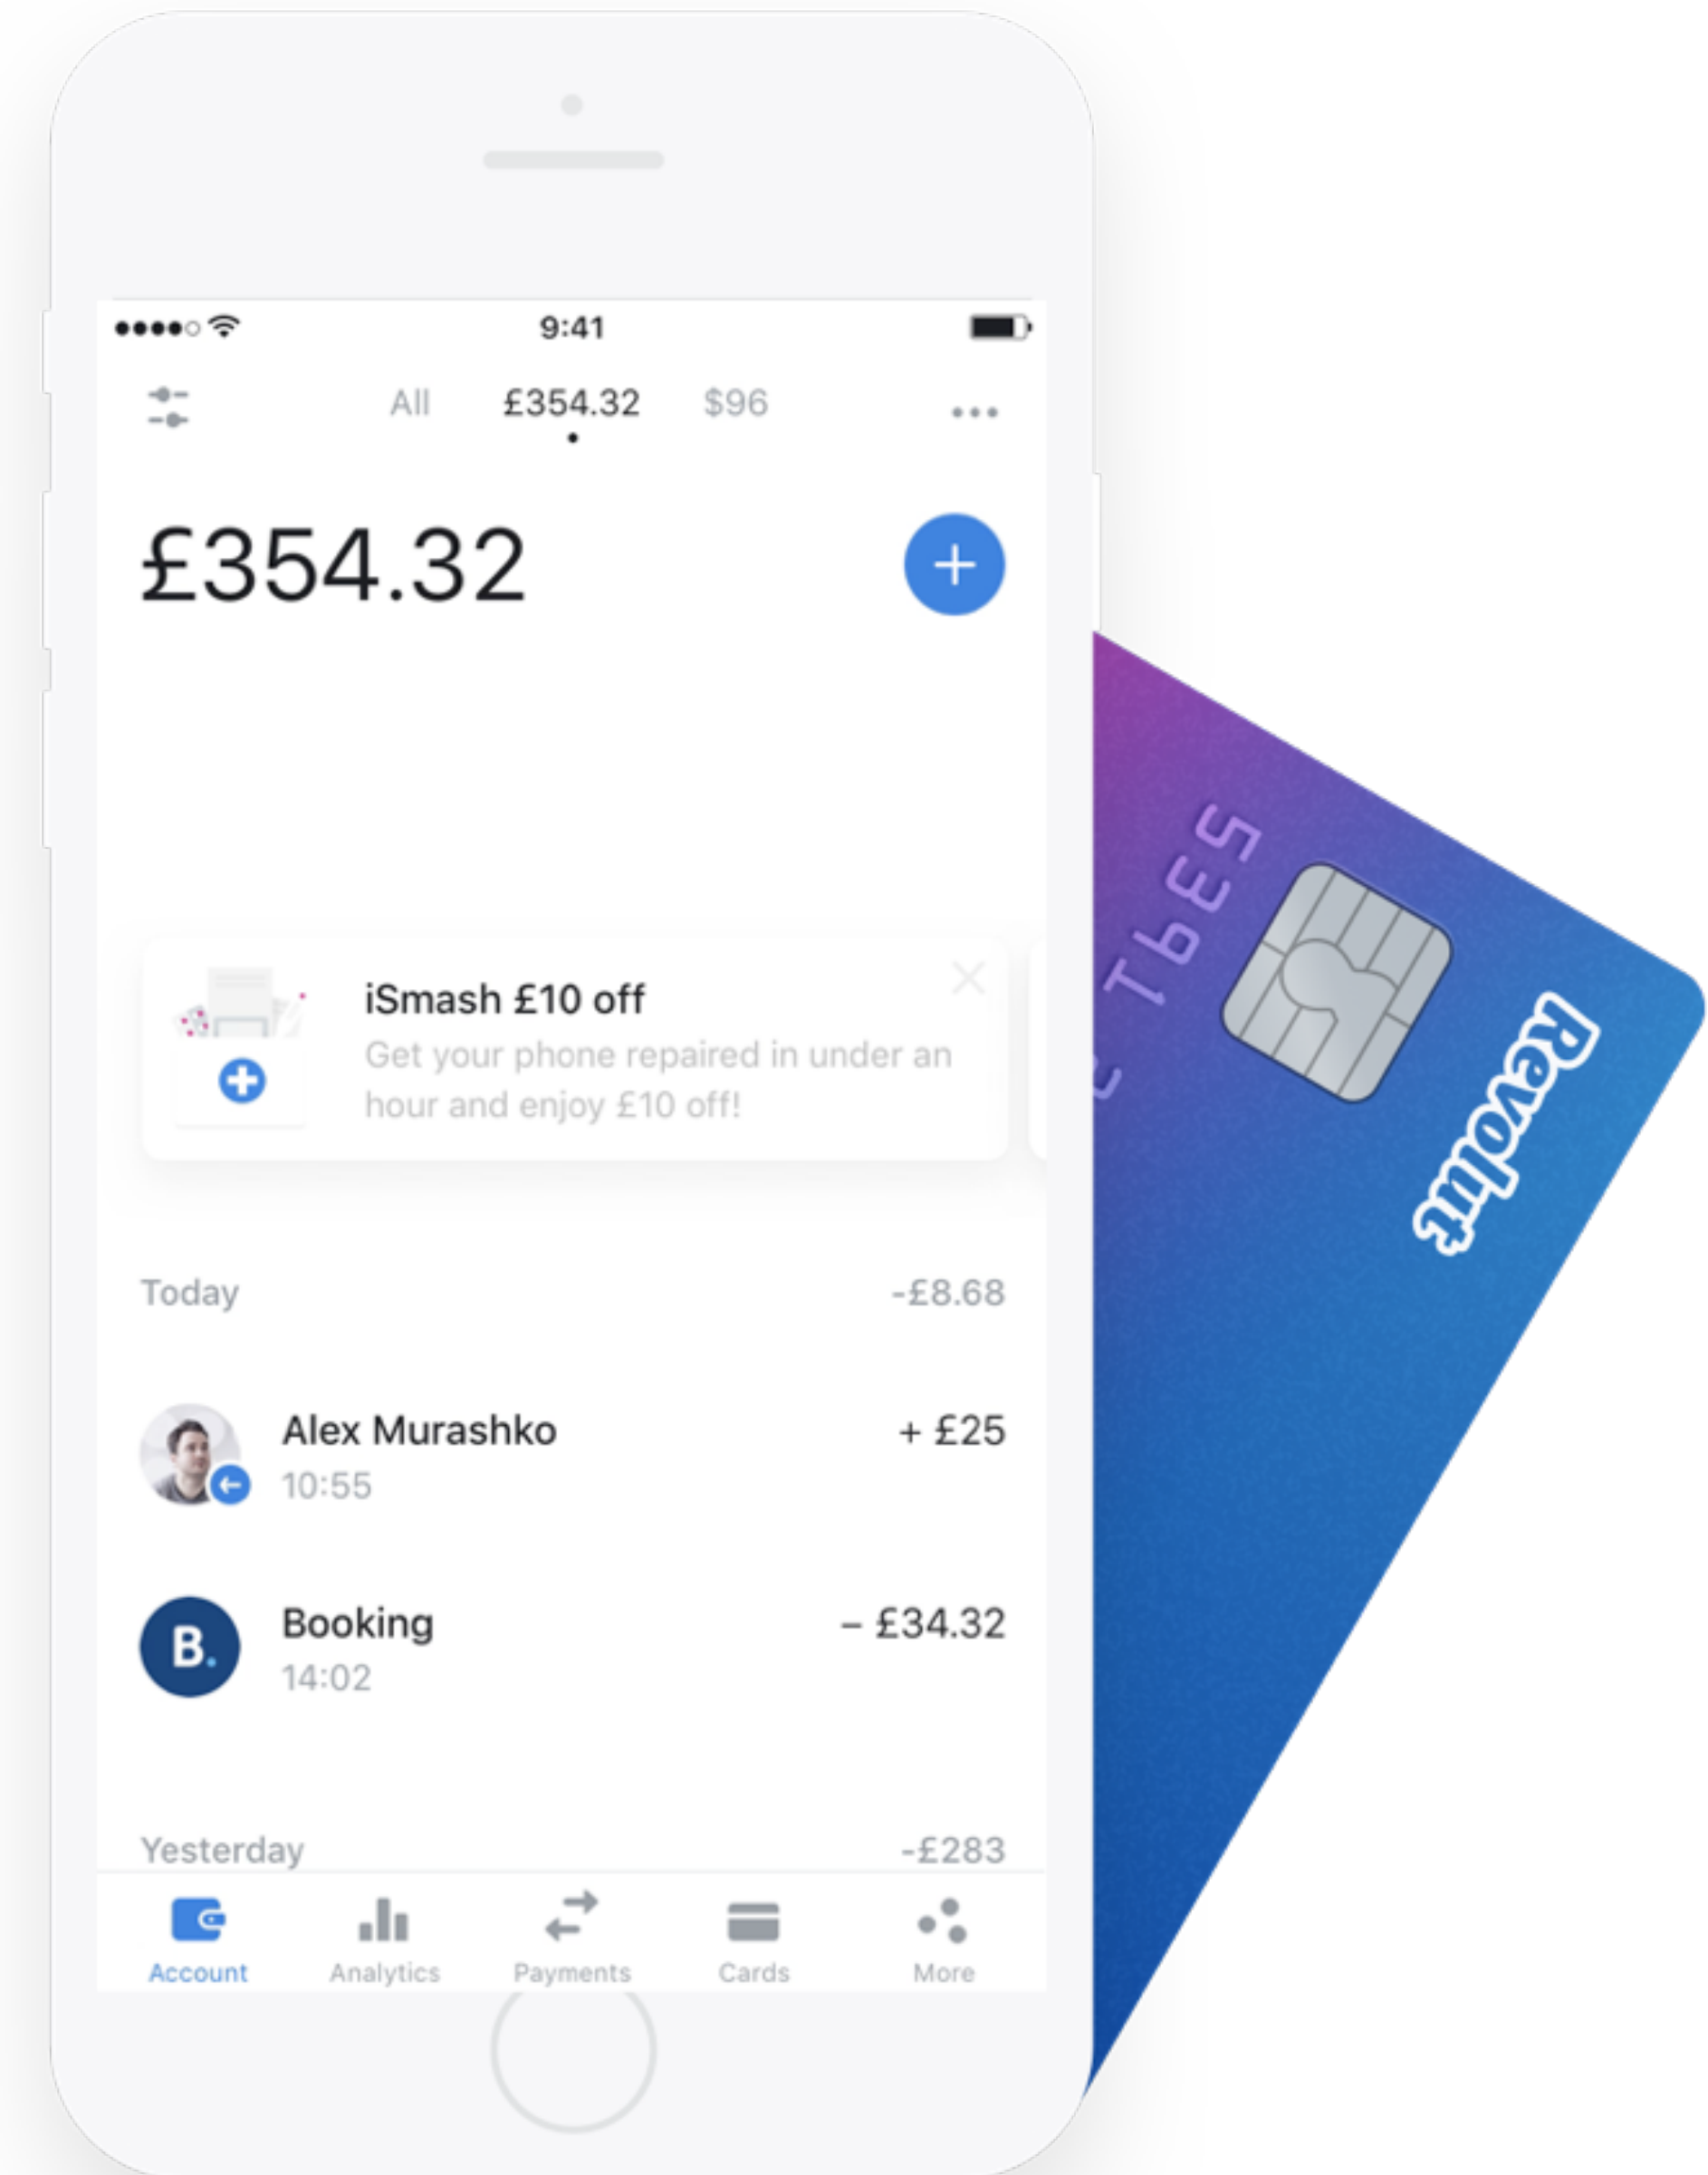 9:41
All £354.32 $96
£354.32
iSmash £10 off
Get your phone repaired in under an
hour and enjoy £10 off!
Today -£8.68
Alex Murashko + £25
10:55
B. Booking – £34.32
14:02
Yesterday -£283
Account Analytics Payments Cards More
Revolut